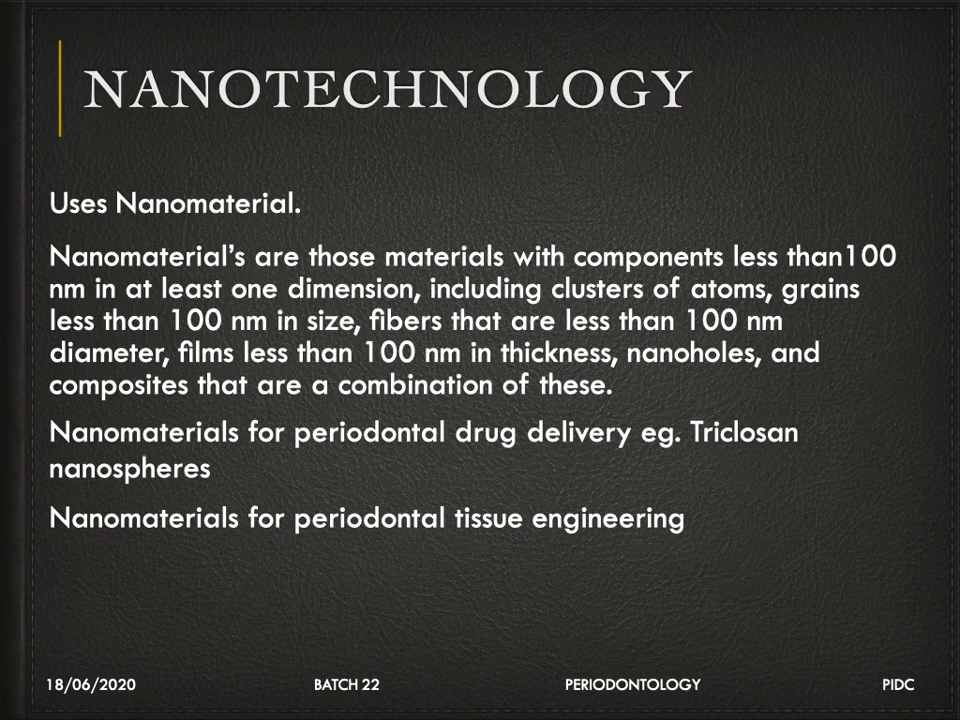 NANOTECHNOLOGY
Uses Nanomaterial.
Nanomaterial's are those materials with components less than100
nm in at least one dimension, including clusters of atoms, grains
less than 100 nm in size, fibers that are less than 100 nm
diameter, films less than 100 nm in thickness, nanoholes, and
composites that are a combination of these.
Nanomaterials for periodontal drug delivery eg. Triclosan
nanospheres
Nanomaterials for periodontal tissue engineering
18/06/2020 BATCH 22 PERIODONTOLOGY PIDC